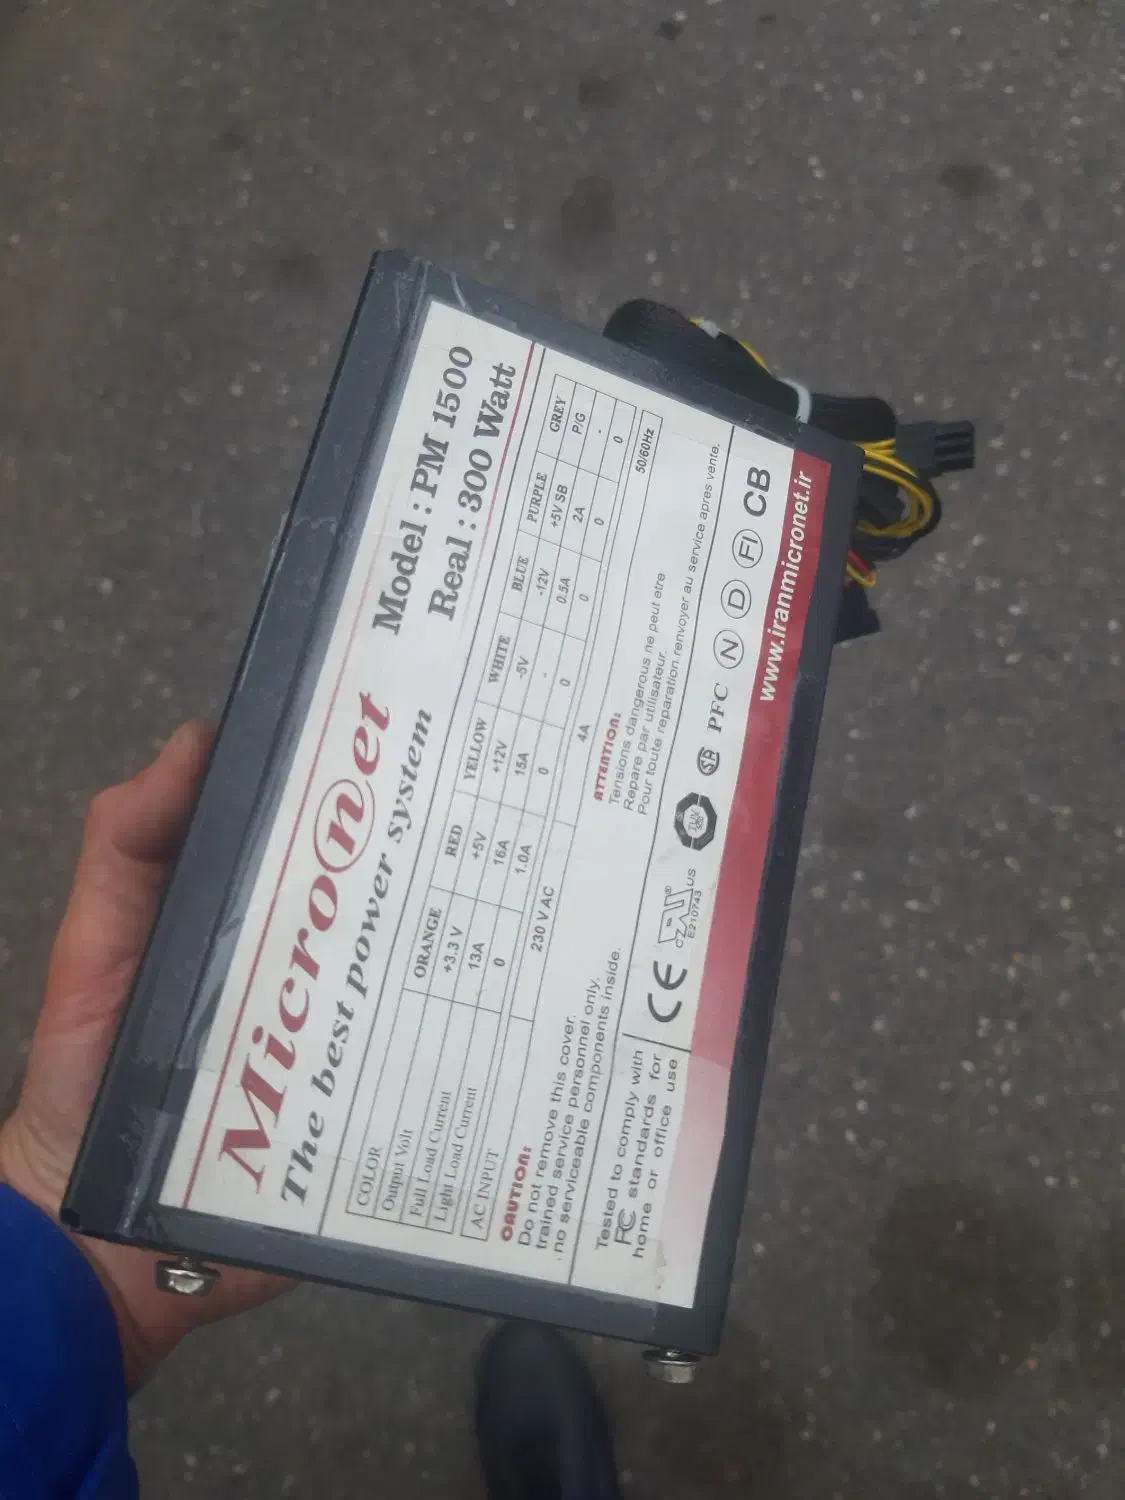 Micronet
The best power system
Model : PM 1500
Real : 300 Watt
COLOR ORANGE RED YELLOW WHITE BLUE PURPLE GREY
Output Volt +3.3 V +5V +12V -5V -12V +5V SB P/G
Full Load Current 13A 16A 15A - 0.5A 2A -
Light Load Current 0 1.0A 0 0 0 0 0
AC INPUT 230 V AC 4A 50/60Hz
CAUTION:
Do not remove this cover.
trained service personnel only.
no serviceable components inside.
ATTENTION:
Tensions dangerous ne peut etre
Repare par utilisateur.
Pour toute reparation.renvoyer au service apres vente.
Tested to comply with
FC standards for
home or office use
CE
c US
E210743
TUV
SA
PFC N D FI CB
www.iranmicronet.ir